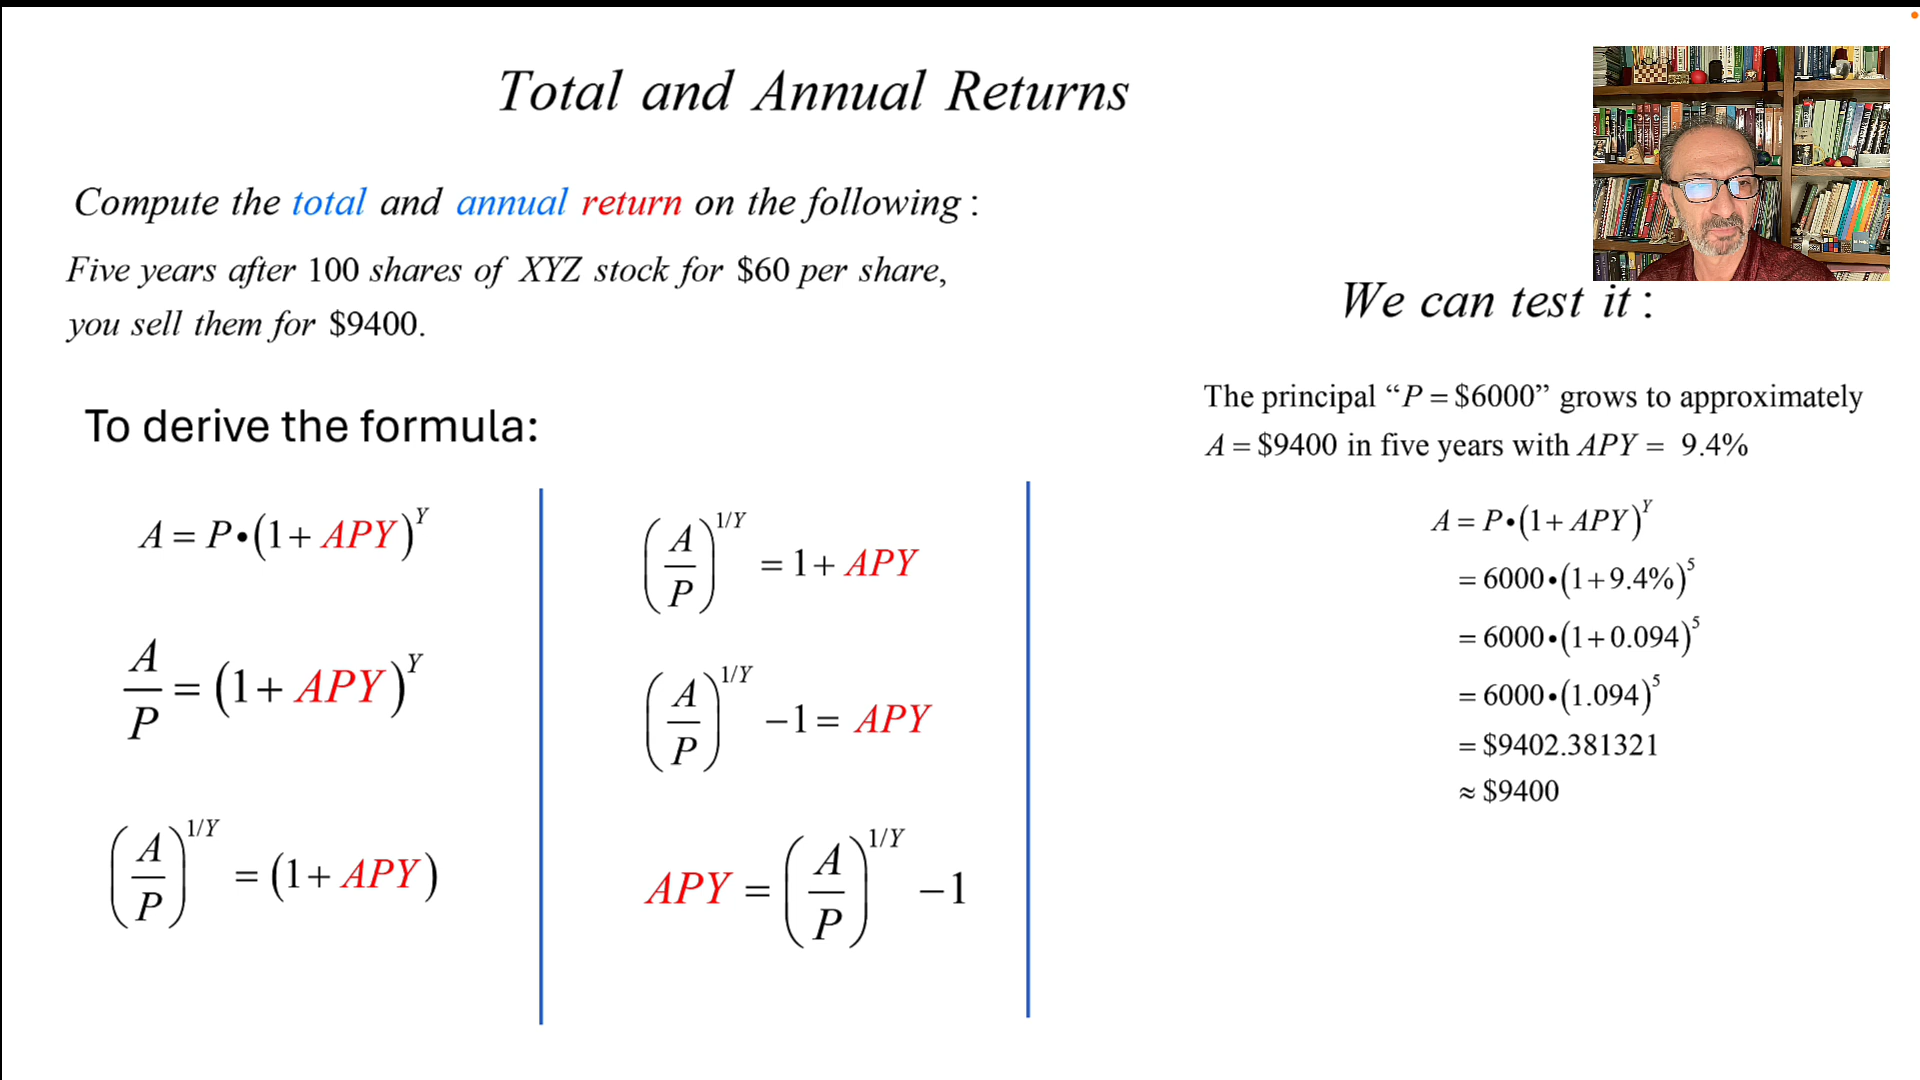 Total and Annual Returns
Compute the total and annual return on the following :
Five years after 100 shares of XYZ stock for $60 per share,
you sell them for $9400.
To derive the formula:
A = P•(1+ APY)^Y
A/P = (1+ APY)^Y
(A/P)^1/Y = (1+ APY)
(A/P)^1/Y = 1+ APY
(A/P)^1/Y −1= APY
APY = (A/P)^1/Y −1
We can test it :
The principal “P = $6000” grows to approximately
A = $9400 in five years with APY = 9.4%
A = P•(1+ APY)^Y
= 6000•(1+9.4%)^5
= 6000•(1+0.094)^5
= 6000•(1.094)^5
= $9402.381321
≈ $9400